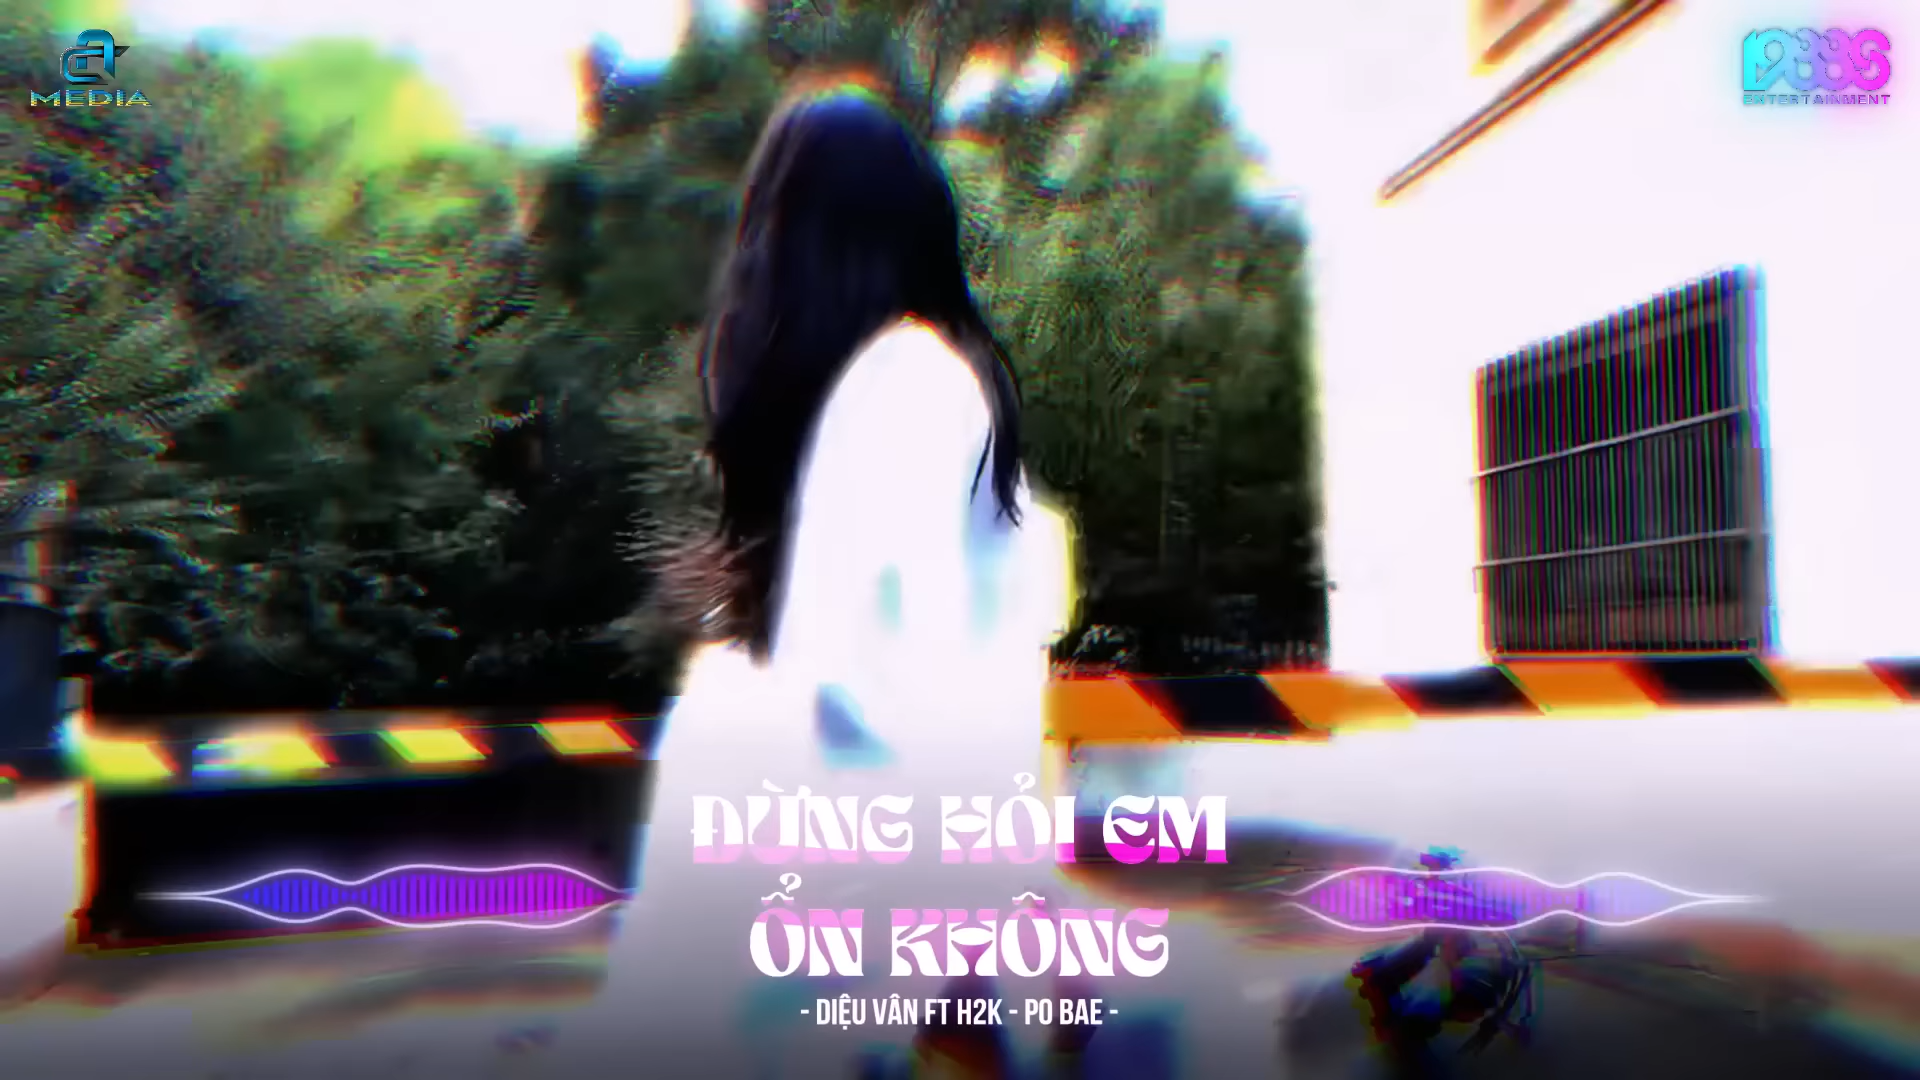 MEDIA
1988S
ENTERTAINMENT
ĐỪNG HỎI EM
ỔN KHÔNG
- DIỆU VÂN FT H2K - PO BAE -